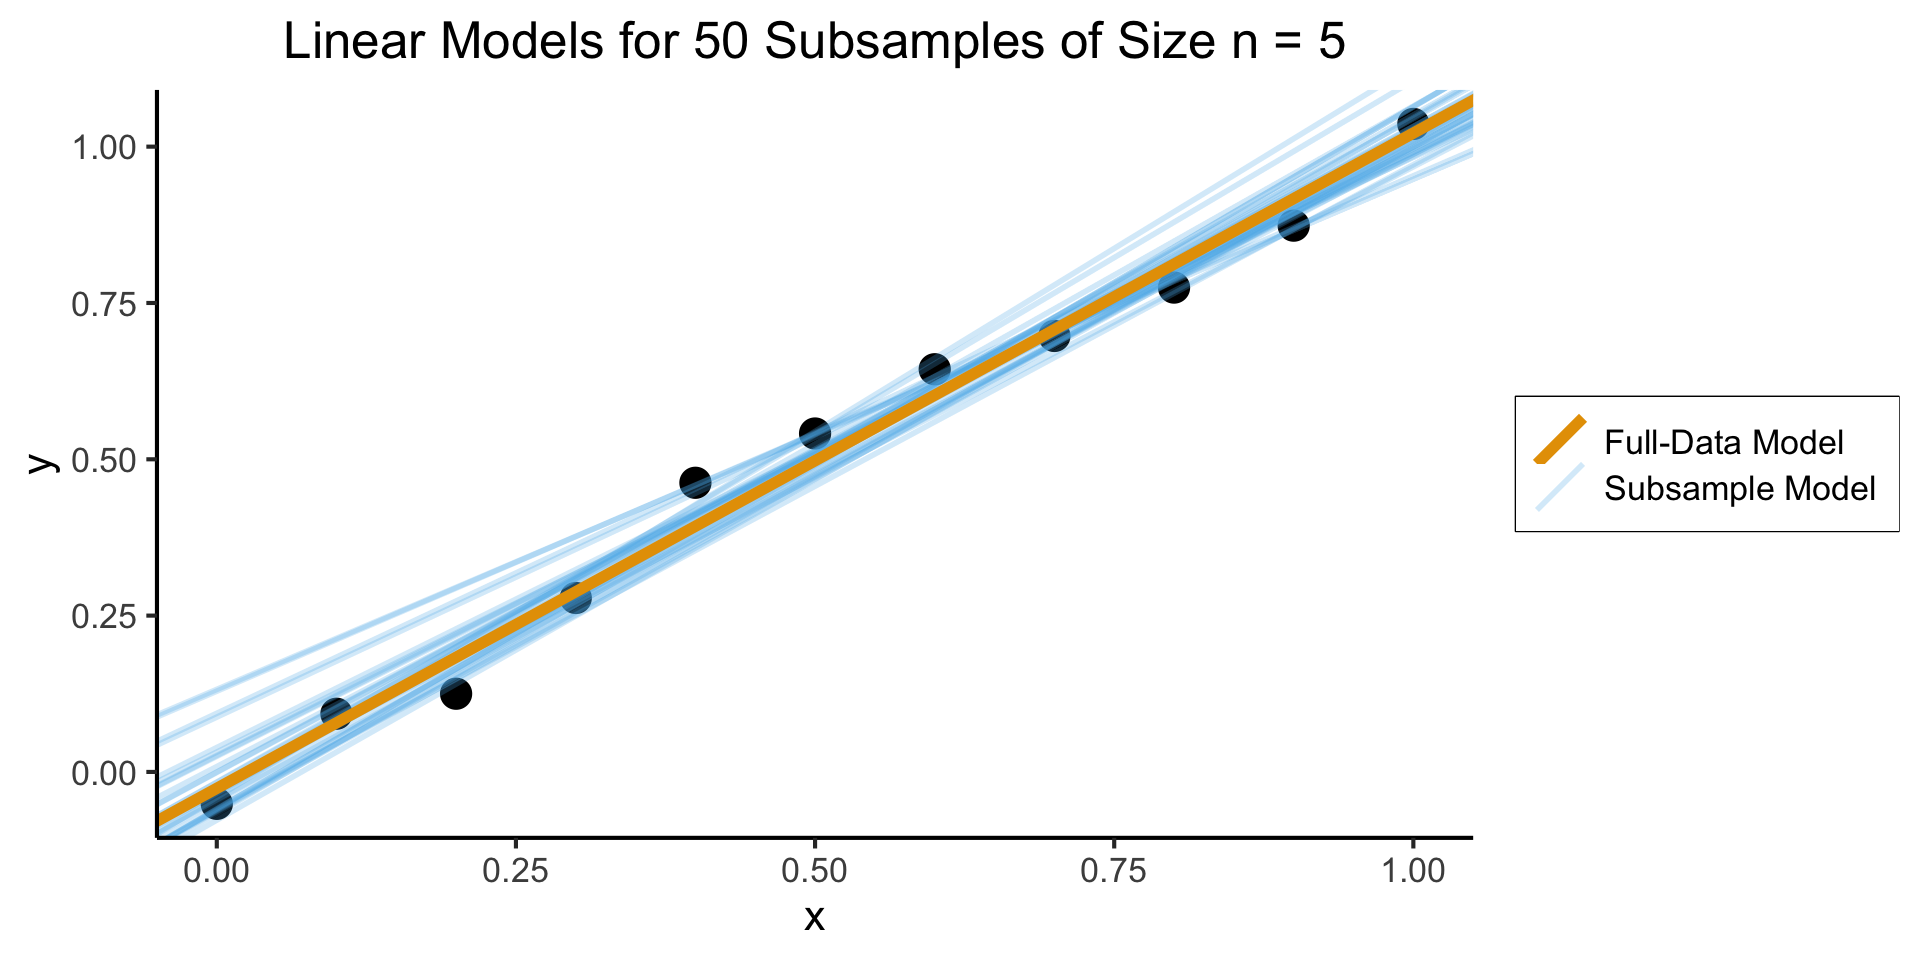 Linear Models for 50 Subsamples of Size n = 5
1.00
0.75
0.50
0.25
0.00
y
0.00 0.25 0.50 0.75 1.00
x
Full-Data Model
Subsample Model